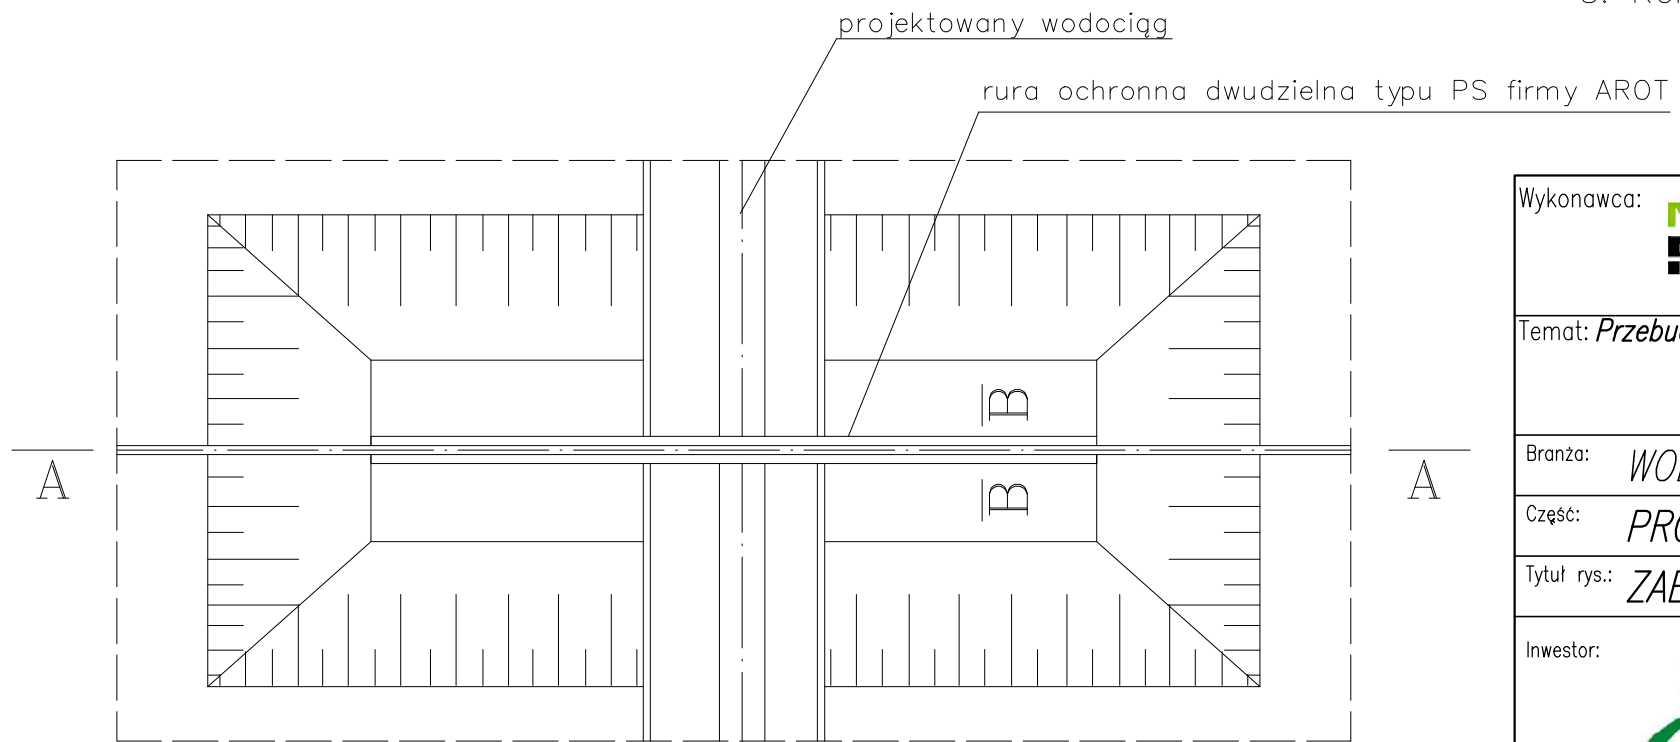 projektowany wodociąg
rura ochronna dwudzielna typu PS firmy AROT
Wykonawca:
Temat:
B
A
A
B
Branża:
Część:
Tytuł rys.:
Inwestor: